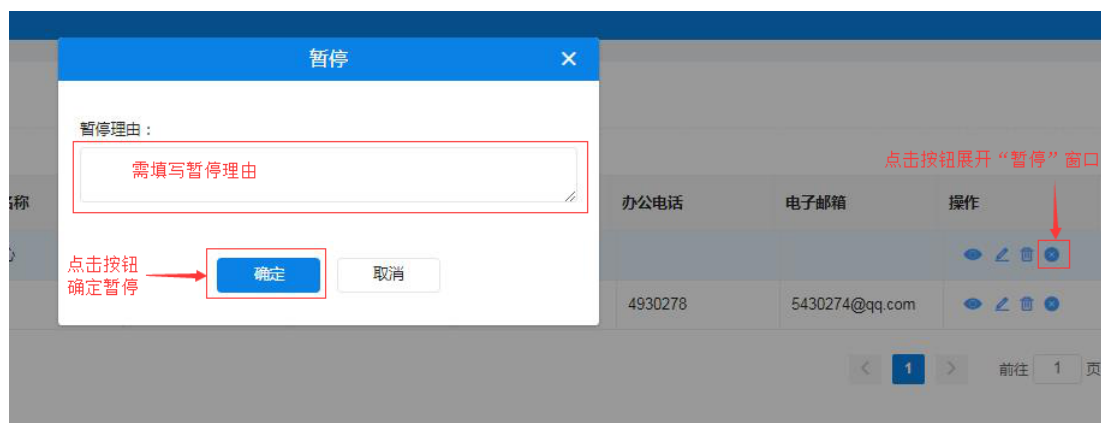 暂停
暂停理由：
需填写暂停理由
点击按钮展开“暂停”窗口
称 办公电话 电子邮箱 操作
点击按钮
确定暂停
确定 取消
4930278 5430274@qq.com
1 前往 1 页